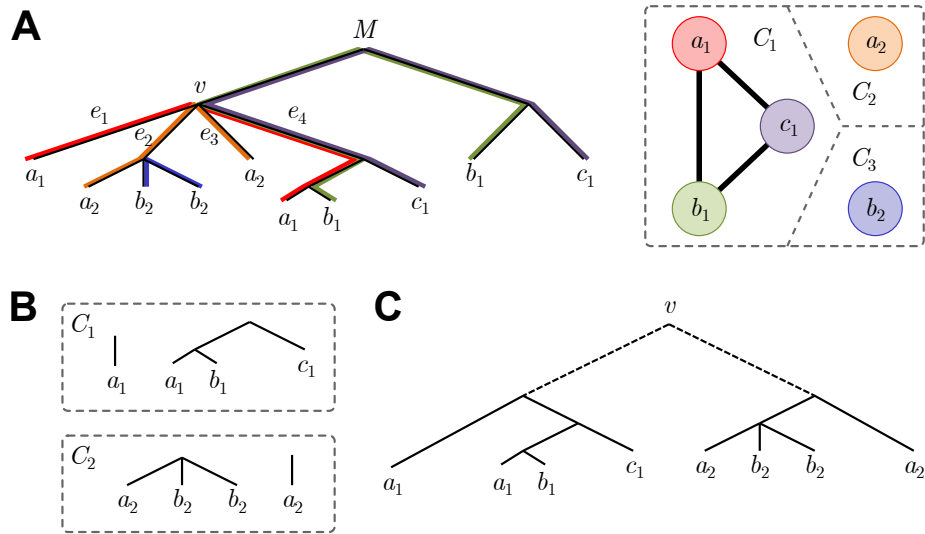 A
M
v
e₁
e₂
e₃
e₄
a₁
a₂
b₂
b₂
a₂
a₁
b₁
c₁
b₁
c₁
a₁
C₁
a₂
C₂
c₁
C₃
b₁
b₂
B
C₁
a₁
a₁
b₁
c₁
C₂
a₂
b₂
b₂
a₂
C
v
a₁
a₁
b₁
c₁
a₂
b₂
b₂
a₂